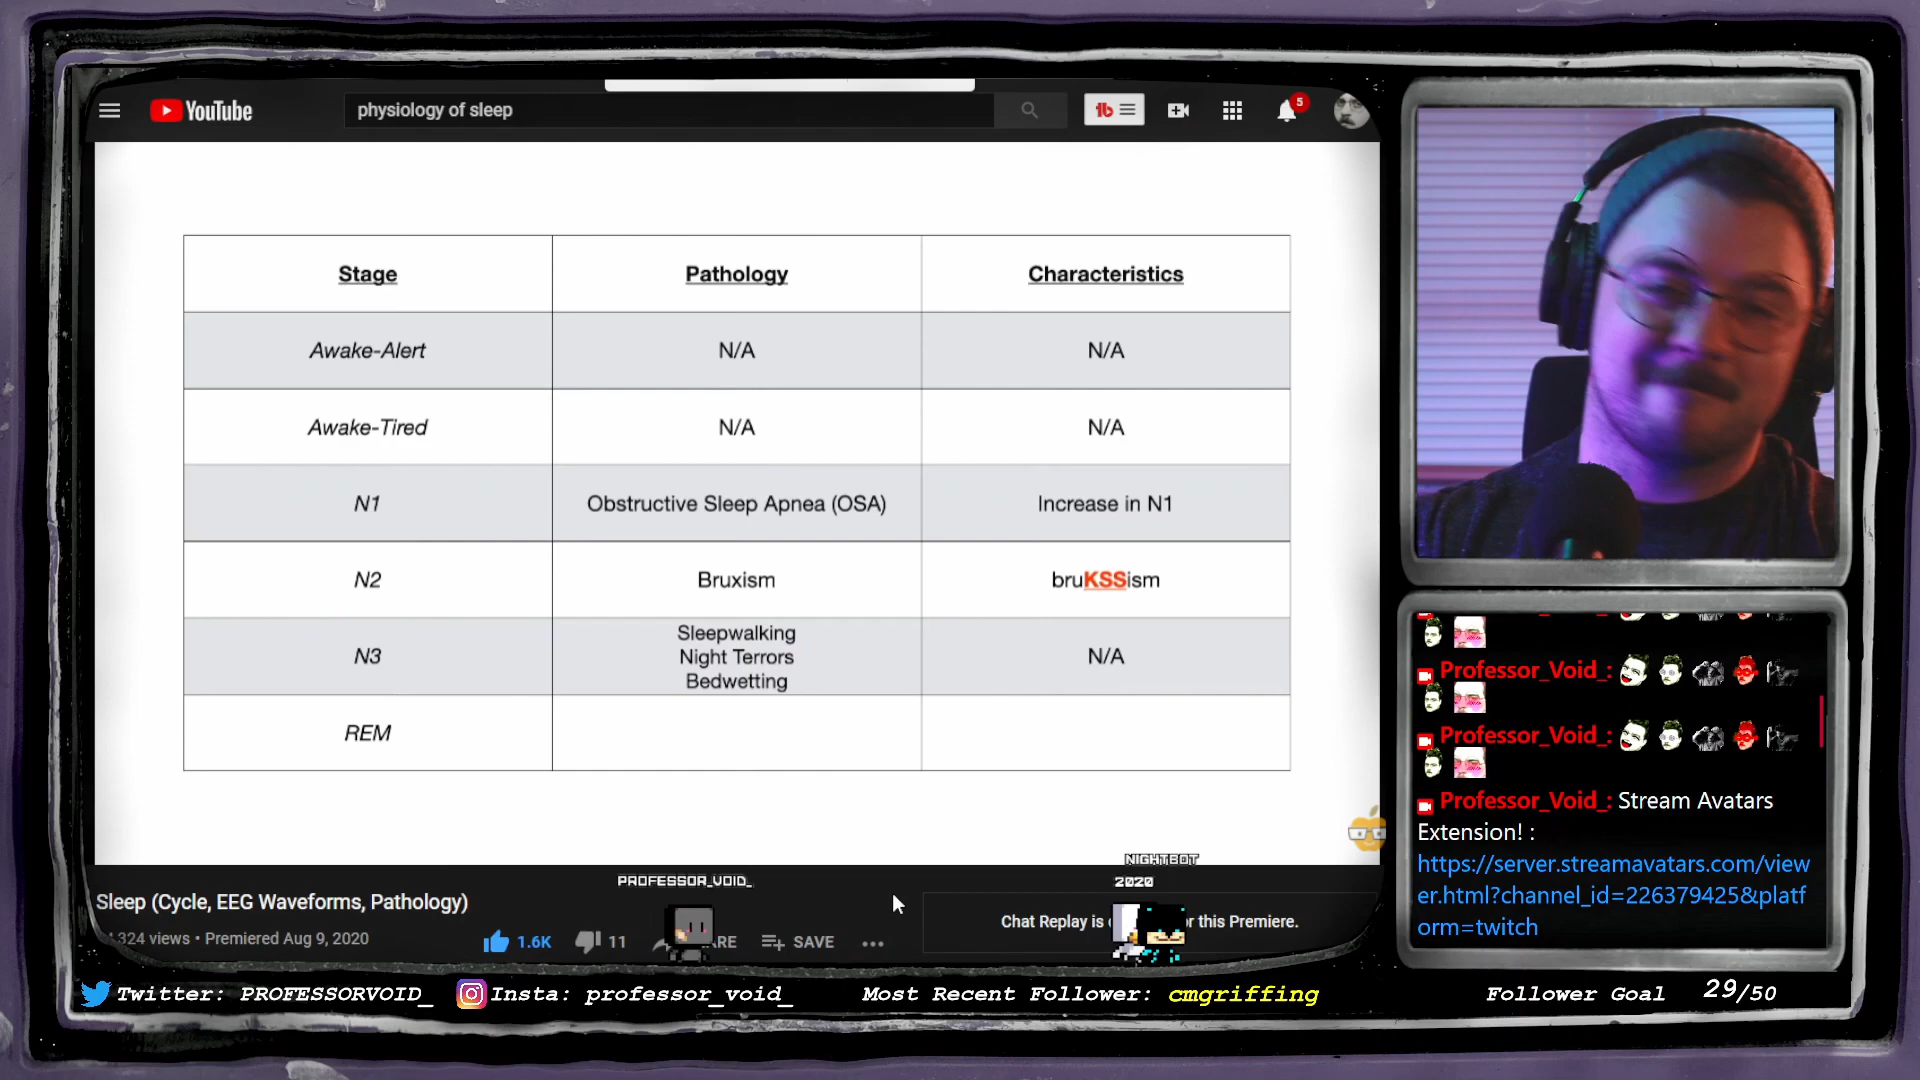 YouTube
physiology of sleep
5
Stage Pathology Characteristics
Awake-Alert N/A N/A
Awake-Tired N/A N/A
N1 Obstructive Sleep Apnea (OSA) Increase in N1
N2 Bruxism bruKSSism
N3 Sleepwalking N/A
Night Terrors
Bedwetting
REM
Sleep (Cycle, EEG Waveforms, Pathology)
324 views • Premiered Aug 9, 2020
1.6K
11
SAVE
PROFESSOR_VOID_
NIGHTBOT
2020
Chat Replay is
this Premiere.
Professor_Void_:
Professor_Void_:
Professor_Void_: Stream Avatars
Extension! :
https://server.streamavatars.com/view
er.html?channel_id=226379425&platf
orm=twitch
Twitter: PROFESSORVOID_ Insta: professor_void_ Most Recent Follower: cmgriffing Follower Goal 29/50